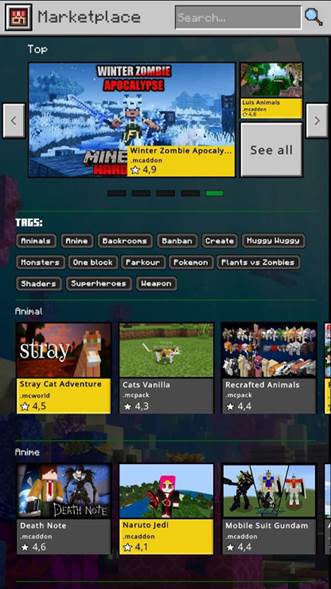 Marketplace
Search...
Top
WINTER ZOMBIE
APOCALYPSE
MINE
HARD
Winter Zombie Apocaly...
.mcaddon
4,9
Luis Animals
.mcaddon
4,8
See all
TAGS:
Animals Anime Backrooms Banban Create Huggy Wuggy
Monsters One block Parkour Pokemon Plants vs Zombies
Shaders Superheroes Weapon
Animal
stray
Stray Cat Adventure
.mcworld
4,5
Cats Vanilla
.mcpack
4,3
Recrafted Animals
.mcpack
4,4
Anime
DEATH NOTE
Death Note
.mcaddon
4,6
Naruto Jedi
.mcaddon
4,1
Mobile Suit Gundam
.mcaddon
4,4